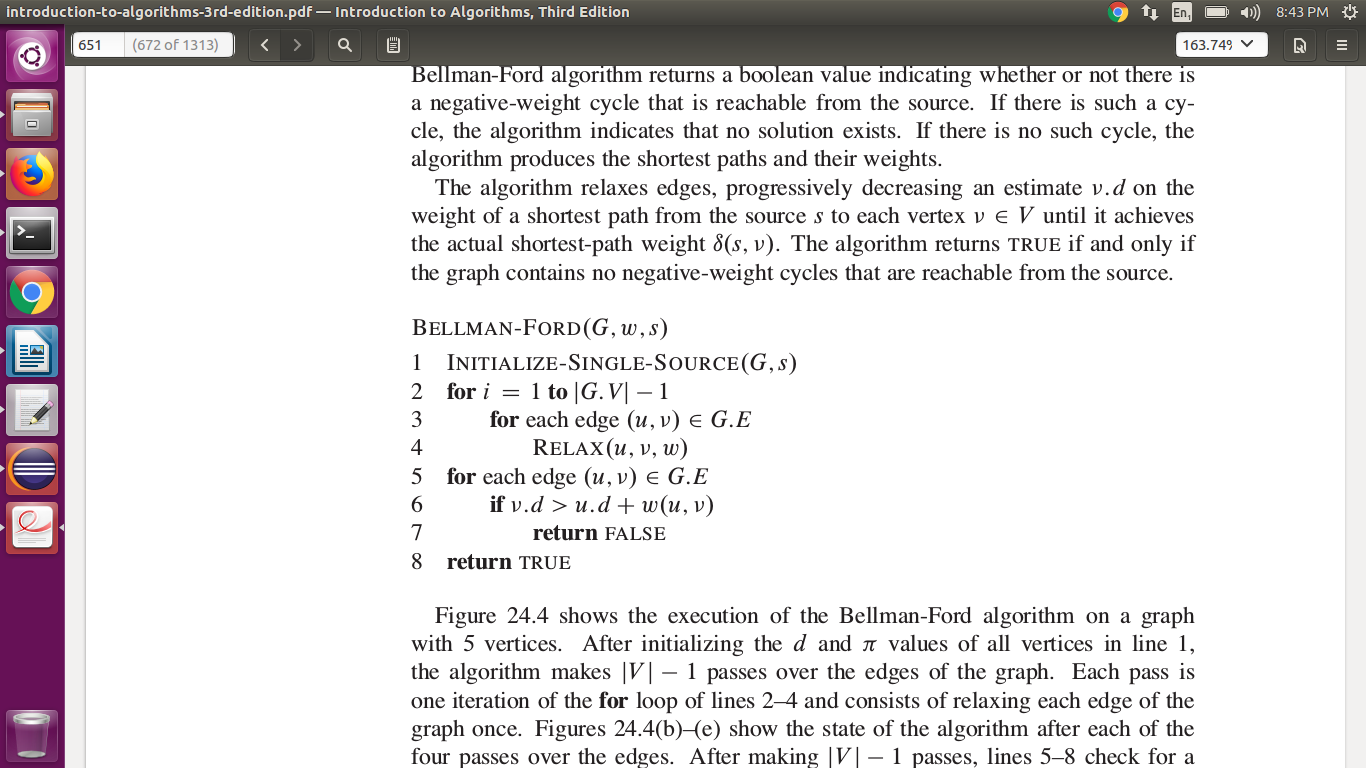 introduction-to-algorithms-3rd-edition.pdf — Introduction to Algorithms, Third Edition
En1
8:43 PM
651 (672 of 1313)
163.74%
Bellman-Ford algorithm returns a boolean value indicating whether or not there is
a negative-weight cycle that is reachable from the source. If there is such a cy-
cle, the algorithm indicates that no solution exists. If there is no such cycle, the
algorithm produces the shortest paths and their weights.
The algorithm relaxes edges, progressively decreasing an estimate ν.d on the
weight of a shortest path from the source s to each vertex ν ∈ V until it achieves
the actual shortest-path weight δ(s, ν). The algorithm returns TRUE if and only if
the graph contains no negative-weight cycles that are reachable from the source.
BELLMAN-FORD(G, w, s)
1 INITIALIZE-SINGLE-SOURCE(G, s)
2 for i = 1 to |G.V| − 1
3 for each edge (u, ν) ∈ G.E
4 RELAX(u, ν, w)
5 for each edge (u, ν) ∈ G.E
6 if ν.d > u.d + w(u, ν)
7 return FALSE
8 return TRUE
Figure 24.4 shows the execution of the Bellman-Ford algorithm on a graph
with 5 vertices. After initializing the d and π values of all vertices in line 1,
the algorithm makes |V| − 1 passes over the edges of the graph. Each pass is
one iteration of the for loop of lines 2–4 and consists of relaxing each edge of the
graph once. Figures 24.4(b)–(e) show the state of the algorithm after each of the
four passes over the edges. After making |V| − 1 passes, lines 5–8 check for a